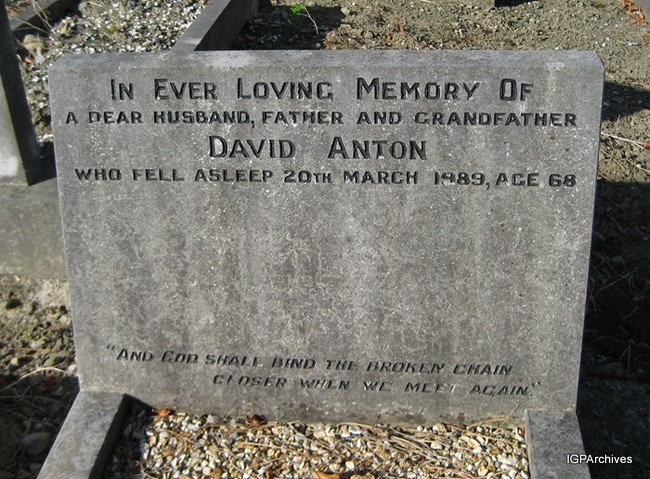 In Ever Loving Memory Of
A DEAR HUSBAND, FATHER AND GRANDFATHER
DAVID ANTON
WHO FELL ASLEEP 20TH MARCH 1989, AGE 68
"AND GOD SHALL BIND THE BROKEN CHAIN
CLOSER WHEN WE MEET AGAIN."
IGPArchives